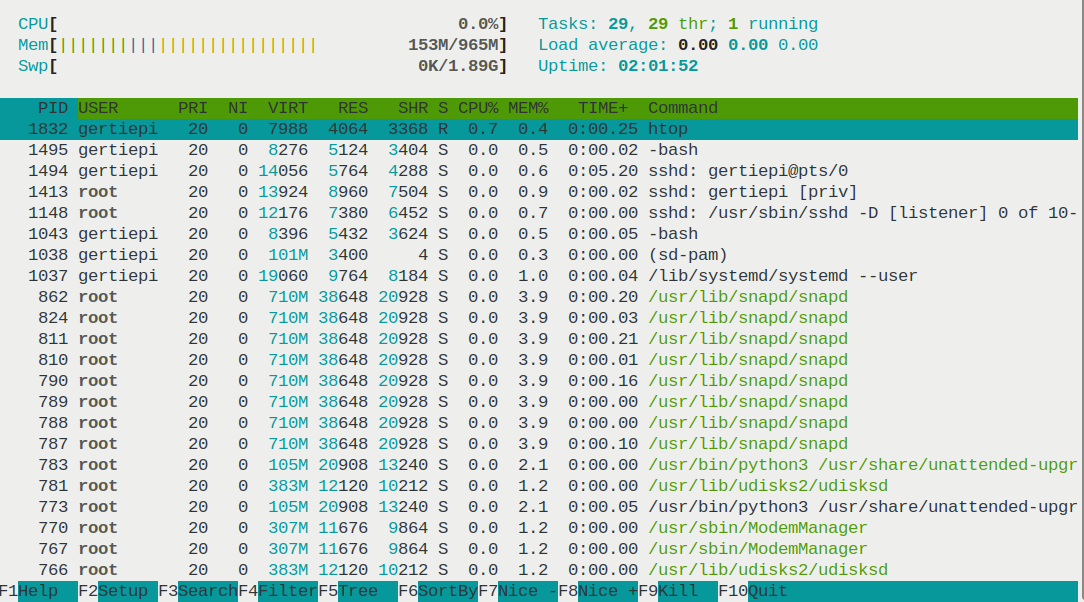 CPU[ 0.0%] Tasks: 29, 29 thr; 1 running
Mem[|||||||||||||||||||||||||| 153M/965M] Load average: 0.00 0.00 0.00
Swp[ 0K/1.89G] Uptime: 02:01:52
PID USER PRI NI VIRT RES SHR S CPU% MEM% TIME+ Command
1832 gertiepi 20 0 7988 4064 3368 R 0.7 0.4 0:00.25 htop
1495 gertiepi 20 0 8276 5124 3404 S 0.0 0.5 0:00.02 -bash
1494 gertiepi 20 0 14056 5764 4288 S 0.0 0.6 0:05.20 sshd: gertiepi@pts/0
1413 root 20 0 13924 8960 7504 S 0.0 0.9 0:00.02 sshd: gertiepi [priv]
1148 root 20 0 12176 7380 6452 S 0.0 0.7 0:00.00 sshd: /usr/sbin/sshd -D [listener] 0 of 10-
1043 gertiepi 20 0 8396 5432 3624 S 0.0 0.5 0:00.05 -bash
1038 gertiepi 20 0 101M 3400 4 S 0.0 0.3 0:00.00 (sd-pam)
1037 gertiepi 20 0 19060 9764 8184 S 0.0 1.0 0:00.04 /lib/systemd/systemd --user
862 root 20 0 710M 38648 20928 S 0.0 3.9 0:00.20 /usr/lib/snapd/snapd
824 root 20 0 710M 38648 20928 S 0.0 3.9 0:00.03 /usr/lib/snapd/snapd
811 root 20 0 710M 38648 20928 S 0.0 3.9 0:00.21 /usr/lib/snapd/snapd
810 root 20 0 710M 38648 20928 S 0.0 3.9 0:00.01 /usr/lib/snapd/snapd
790 root 20 0 710M 38648 20928 S 0.0 3.9 0:00.16 /usr/lib/snapd/snapd
789 root 20 0 710M 38648 20928 S 0.0 3.9 0:00.00 /usr/lib/snapd/snapd
788 root 20 0 710M 38648 20928 S 0.0 3.9 0:00.00 /usr/lib/snapd/snapd
787 root 20 0 710M 38648 20928 S 0.0 3.9 0:00.10 /usr/lib/snapd/snapd
783 root 20 0 105M 20908 13240 S 0.0 2.1 0:00.00 /usr/bin/python3 /usr/share/unattended-upgr
781 root 20 0 383M 12120 10212 S 0.0 1.2 0:00.00 /usr/lib/udisks2/udisksd
773 root 20 0 105M 20908 13240 S 0.0 2.1 0:00.05 /usr/bin/python3 /usr/share/unattended-upgr
770 root 20 0 307M 11676 9864 S 0.0 1.2 0:00.00 /usr/sbin/ModemManager
767 root 20 0 307M 11676 9864 S 0.0 1.2 0:00.00 /usr/sbin/ModemManager
766 root 20 0 383M 12120 10212 S 0.0 1.2 0:00.00 /usr/lib/udisks2/udisksd
F1Help F2Setup F3SearchF4FilterF5Tree F6SortByF7Nice -F8Nice +F9Kill F10Quit